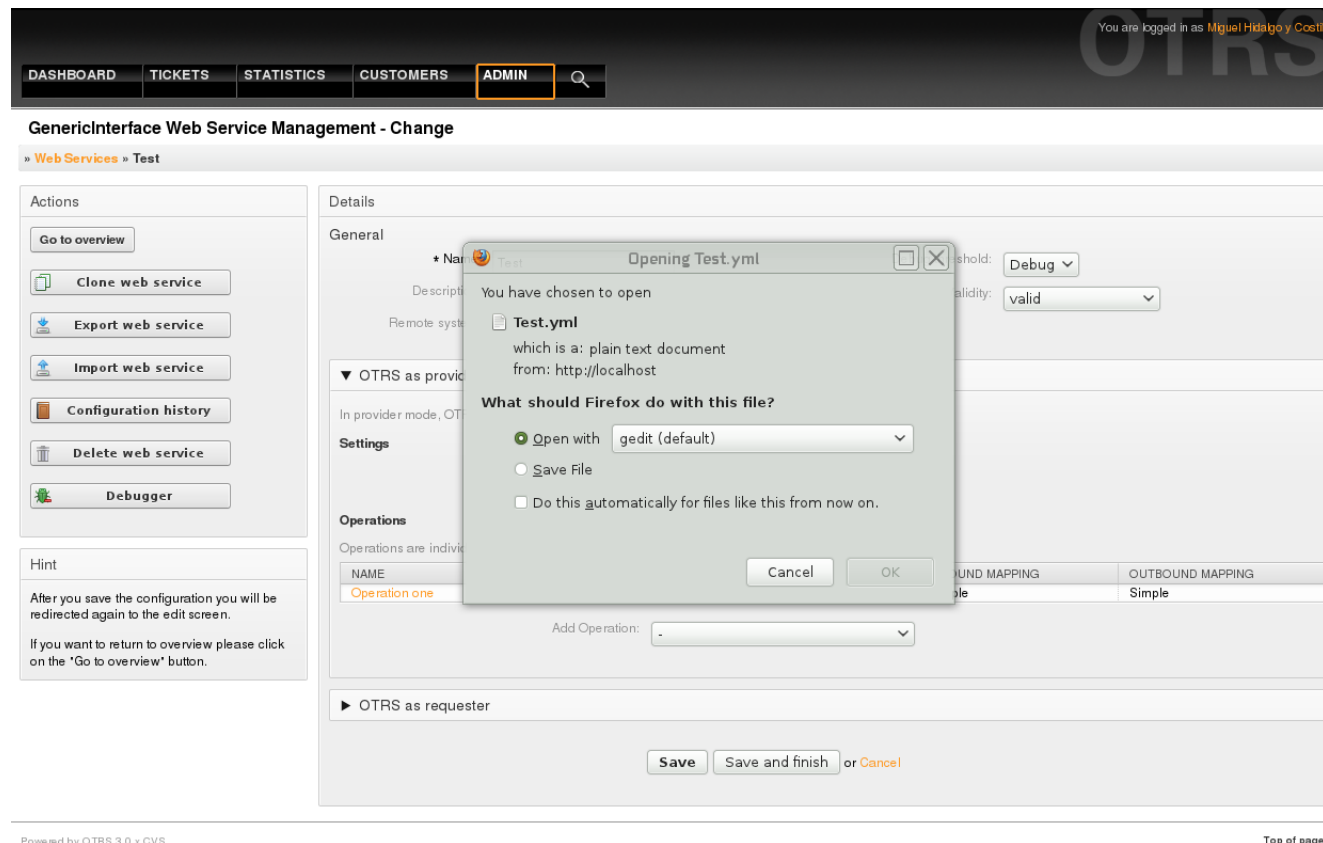 OTRS
You are logged in as Miguel Hidalgo y Costil
DASHBOARD TICKETS STATISTICS CUSTOMERS ADMIN
GenericInterface Web Service Management - Change
» Web Services » Test
Actions
Go to overview
Clone web service
Export web service
Import web service
Configuration history
Delete web service
Debugger
Hint
After you save the configuration you will be
redirected again to the edit screen.
If you want to return to overview please click
on the "Go to overview" button.
Details
General
* Nam
Test
shold: Debug
Descripti
alidity: valid
Remote syste
Opening Test.yml
You have chosen to open
Test.yml
which is a: plain text document
from: http://localhost
What should Firefox do with this file?
Open with gedit (default)
Save File
Do this automatically for files like this from now on.
Cancel OK
▼ OTRS as provid
In provider mode, OT
Settings
Operations
Operations are individ
NAME OUND MAPPING OUTBOUND MAPPING
Operation one ple Simple
Add Operation: -
▶ OTRS as requester
Save Save and finish or Cancel
Powered by OTRS 3.0.x CVS
Top of page